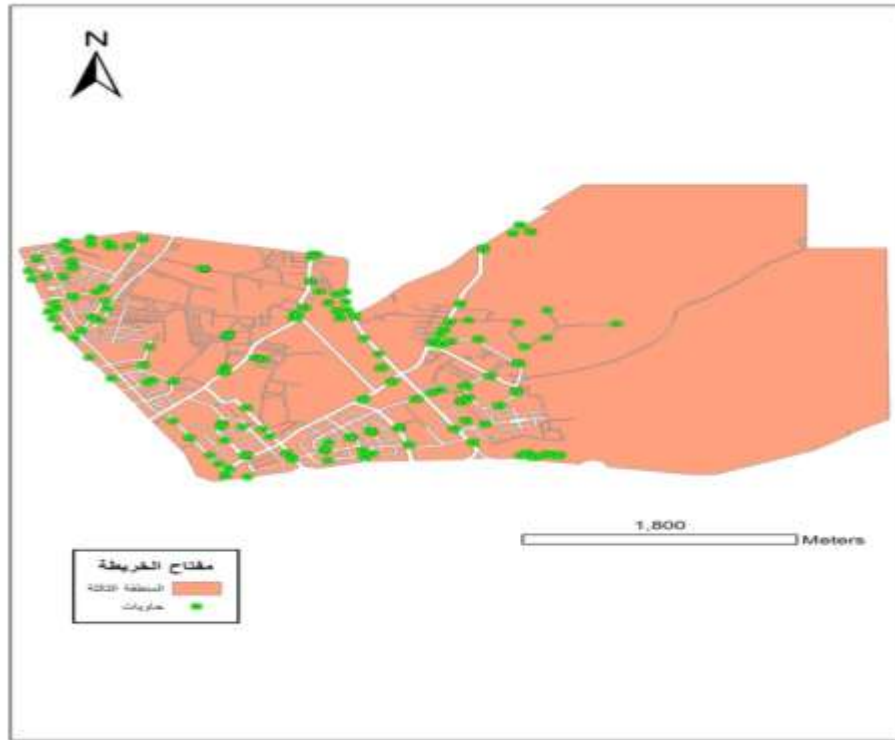 N
1,800
Meters
مفتاح الخريطة
المنطقة الثالثة
حاويات